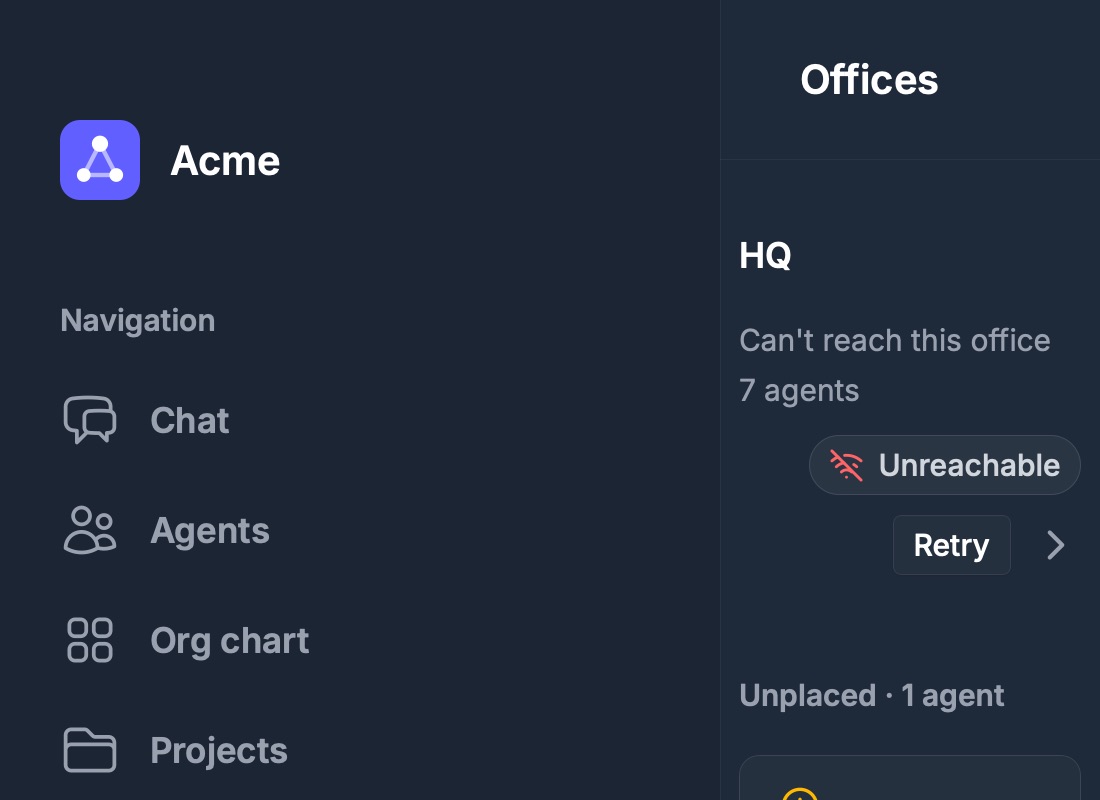 Acme
Navigation
Chat
Agents
Org chart
Projects
Offices
HQ
Can't reach this office
7 agents
Unreachable
Retry
Unplaced · 1 agent